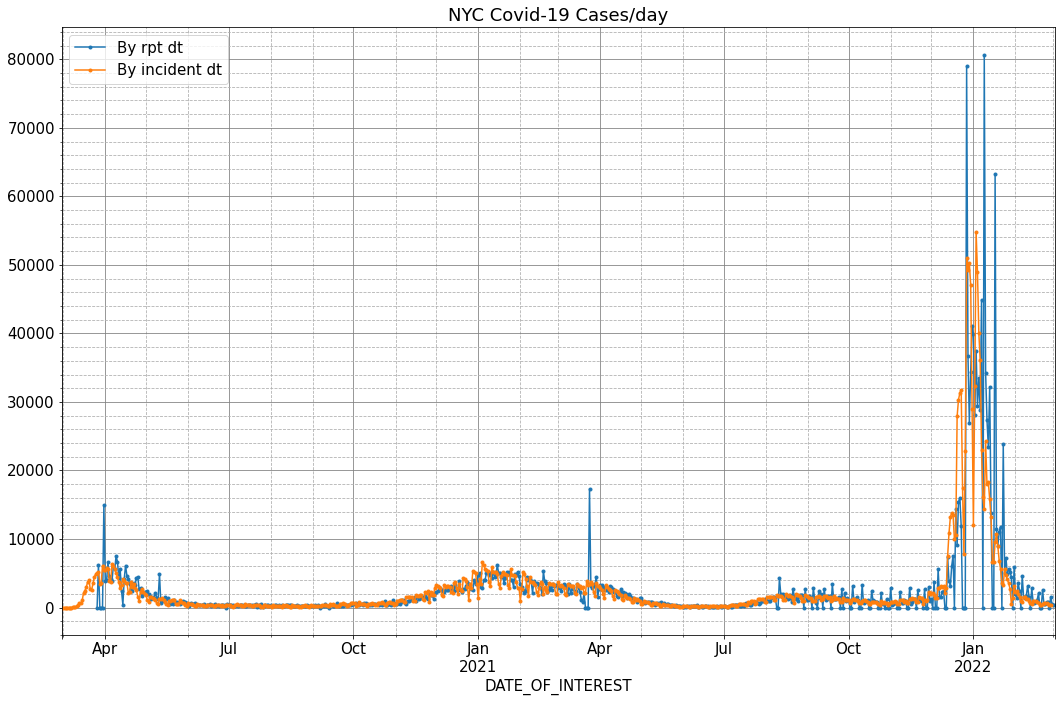 NYC Covid-19 Cases/day
By rpt dt
By incident dt
80000
70000
60000
50000
40000
30000
20000
10000
0
Apr Jul Oct Jan Apr Jul Oct Jan
2021 2022
DATE_OF_INTEREST